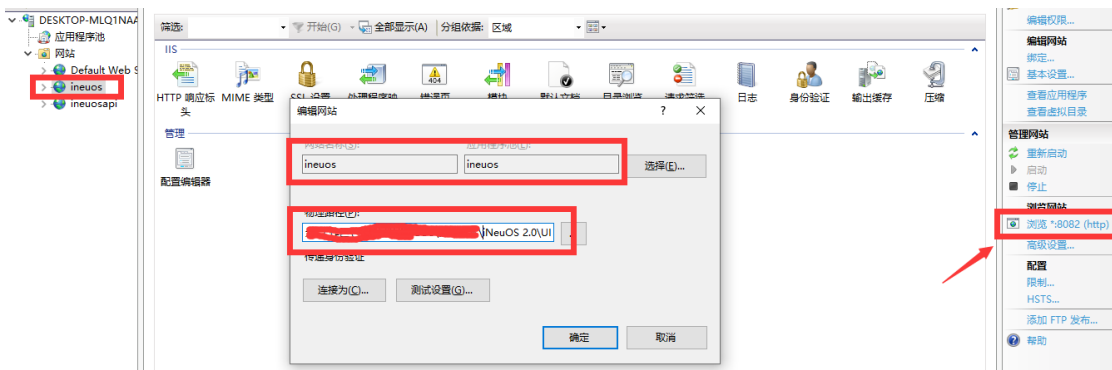 DESKTOP-MLQ1NAA
应用程序池
网站
Default Web S
ineuos
ineuosapi
筛选:
开始(G)
全部显示(A)
分组依据:
区域
IIS
HTTP 响应标头
MIME 类型
SSL 设置
处理程序映
错误页
模块
默认文档
目录浏览
请求筛选
日志
身份验证
输出缓存
压缩
管理
配置编辑器
编辑网站
?
网站名称(S):
应用程序池(L):
ineuos
ineuos
选择(E)...
物理路径(P):
\iNeuOS 2.0\UI
传递身份验证
连接为(C)...
测试设置(G)...
确定
取消
编辑权限...
编辑网站
绑定...
基本设置...
查看应用程序
查看虚拟目录
管理网站
重新启动
启动
停止
浏览网站
浏览 *:8082 (http)
高级设置...
配置
限制...
HSTS...
添加 FTP 发布...
帮助